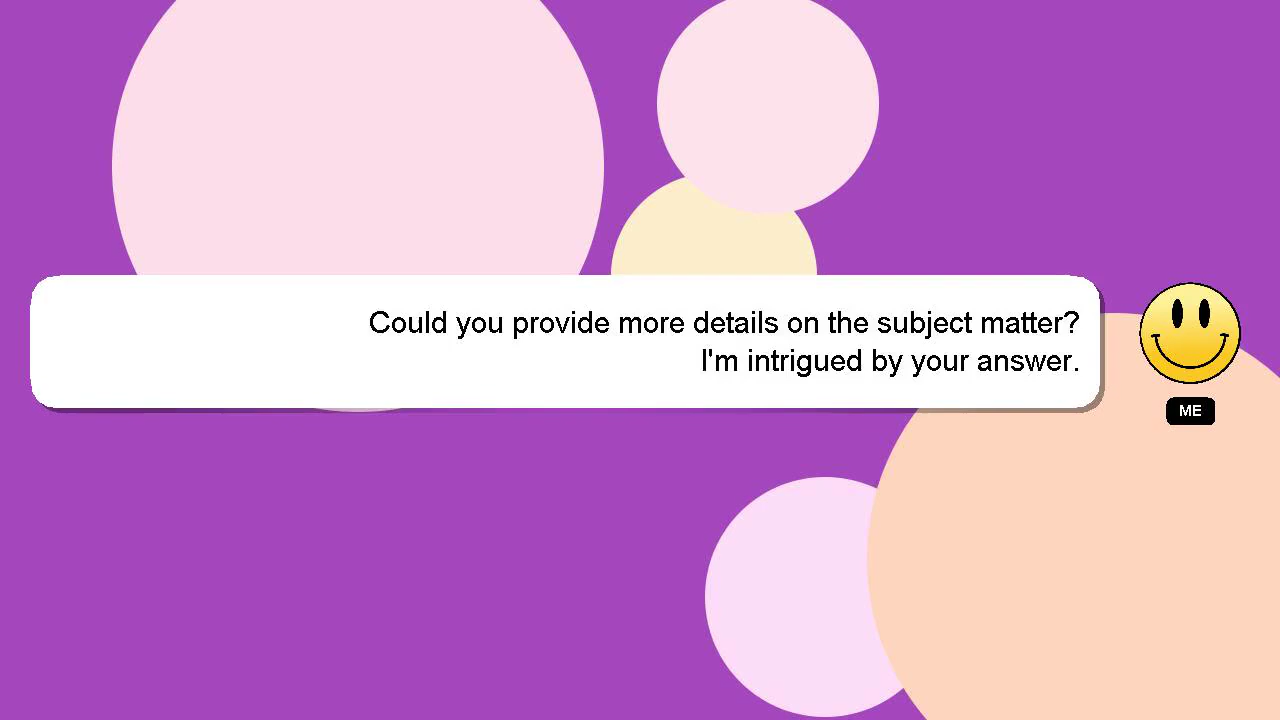 Could you provide more details on the subject matter?
I'm intrigued by your answer.
ME